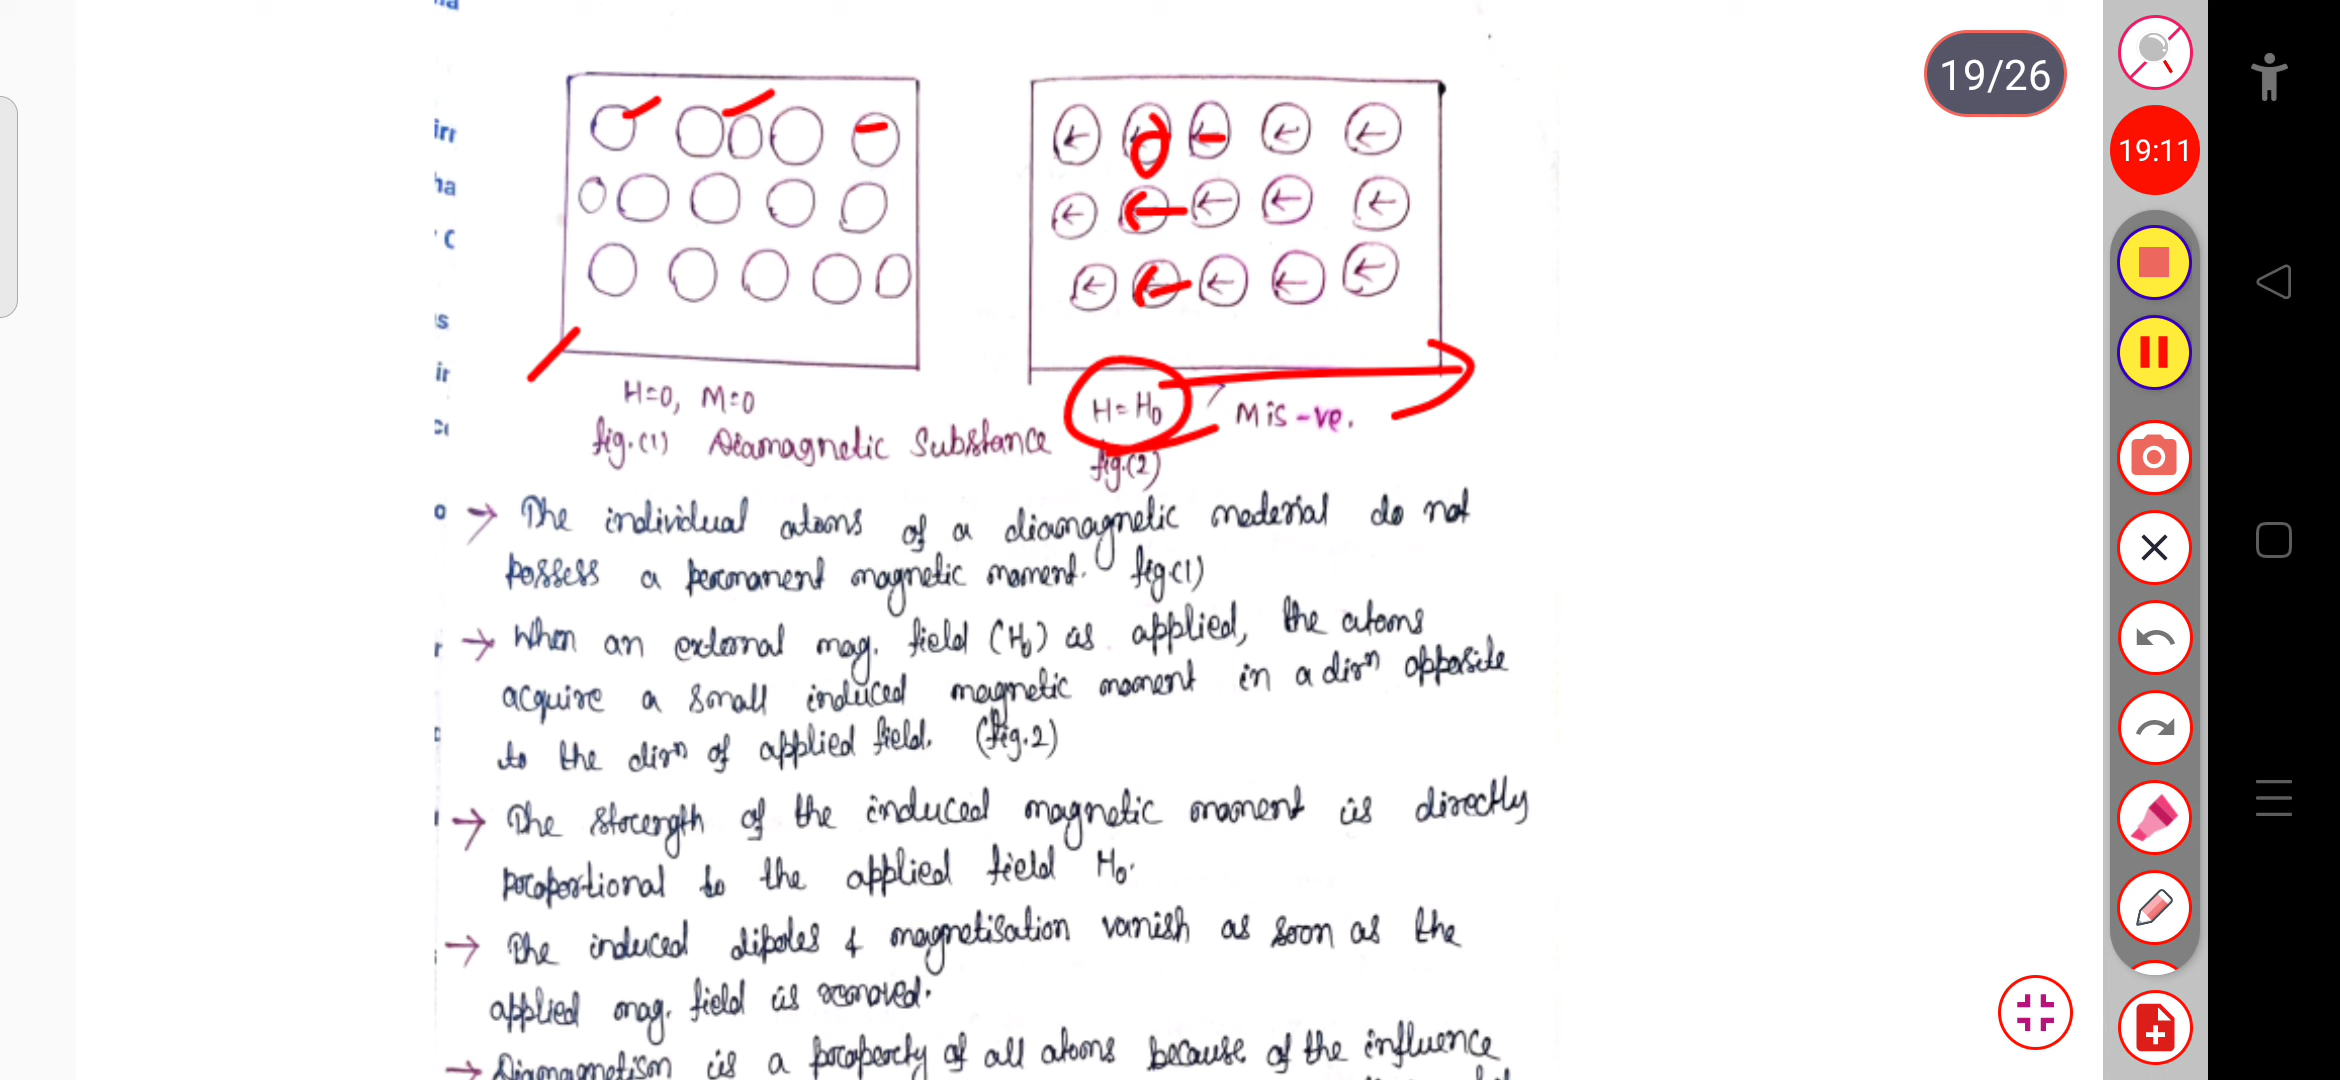 19/26
19:11
H=0, M=0
H=H₀ M is -ve.
fig.(1) Diamagnetic Substance
fig.(2)
→ The individual atoms of a diamagnetic material do not
possess a permanent magnetic moment. fig(1)
→ When an external mag. field (H₀) is applied, the atoms
acquire a small induced magnetic moment in a dirⁿ opposite
to the dirⁿ of applied field. (fig.2)
→ The strength of the induced magnetic moment is directly
proportional to the applied field H₀.
→ The induced dipoles & magnetisation vanish as soon as the
applied mag. field is removed.
→ Diamagnetism is a property of all atoms because of the influence